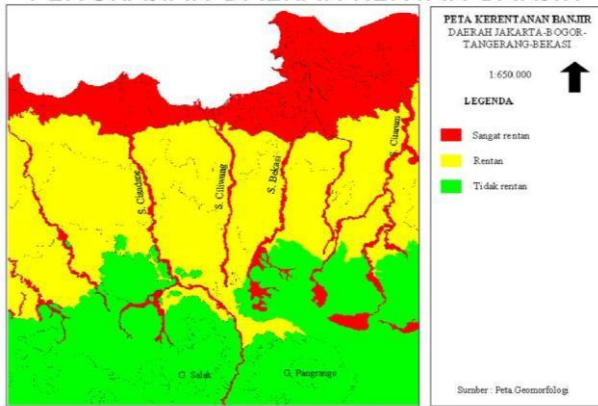 PETA KERENTANAN BANJIR
DAERAH JAKARTA-BOGOR-
TANGERANG-BEKASI
1:650.000
LEGENDA
Sangat rentan
Rentan
Tidak rentan
S. Cisadane
S. Ciliwung
S. Bekasi
S. Citarum
G. Salak
G. Pangrango
Sumber : Peta Geomorfologi